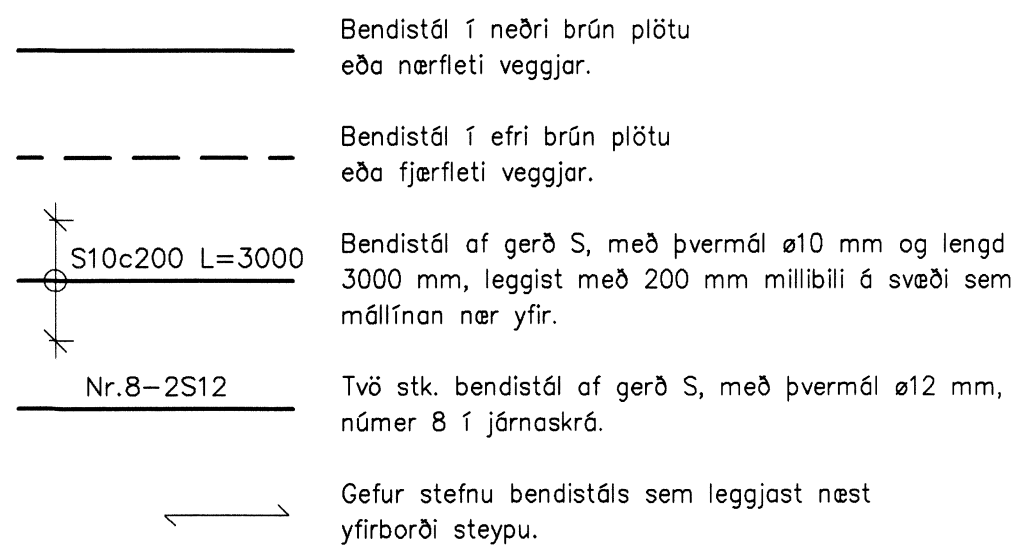 Bendistál í neðri brún plötu
eða nærfleti veggjar.
Bendistál í efri brún plötu
eða fjærfleti veggjar.
S10c200 L=3000
Bendistál af gerð S, með þvermál ø10 mm og lengd
3000 mm, leggist með 200 mm millibili á svæði sem
mállínan nær yfir.
Nr.8-2S12
Tvö stk. bendistál af gerð S, með þvermál ø12 mm,
númer 8 í járnaskrá.
Gefur stefnu bendistáls sem leggjast næst
yfirborði steypu.